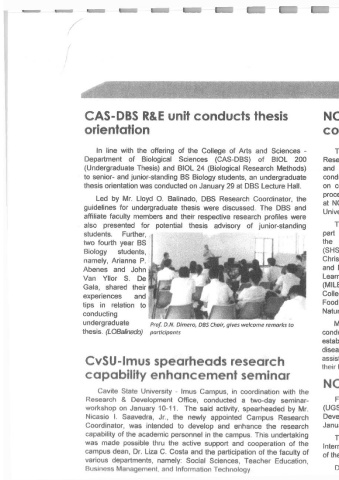 CAS-DBS R&E unit conducts thesis
orientation
In line with the offering of the College of Arts and Sciences -
Department of Biological Sciences (CAS-DBS) of BIOL 200
(Undergraduate Thesis) and BIOL 24 (Biological Research Methods)
to senior- and junior-standing BS Biology students, an undergraduate
thesis orientation was conducted on January 29 at DBS Lecture Hall.
Led by Mr. Lloyd O. Balinado, DBS Research Coordinator, the
guidelines for undergraduate thesis were discussed. The DBS and
affiliate faculty members and their respective research profiles were
also presented for potential thesis advisory of junior-standing
students. Further,
two fourth year BS
Biology students,
namely, Arianne P.
Abenes and John
Van Yllor S. De
Gala, shared their
experiences and
tips in relation to
conducting
undergraduate
thesis. (LOBalinado)
Prof. D.N. Dimero, DBS Chair, gives welcome remarks to
participants
CvSU-Imus spearheads research
capability enhancement seminar
Cavite State University - Imus Campus, in coordination with the
Research & Development Office, conducted a two-day seminar-
workshop on January 10-11. The said activity, spearheaded by Mr.
Nicasio I. Saavedra, Jr., the newly appointed Campus Research
Coordinator, was intended to develop and enhance the research
capability of the academic personnel in the campus. This undertaking
was made possible thru the active support and cooperation of the
campus dean, Dr. Liza C. Costa and the participation of the faculty of
various departments, namely: Social Sciences, Teacher Education,
Business Management, and Information Technology
NO
co
T
Rese
and
cond
on c
proce
at NO
Unive
T
part
the
(SHS
Chris
and I
Learn
(MILE
Colle
Food
Natur
M
condu
estab
disea
assist
their
NO
F
(UGS
Deve
Janu
T
Intern
of the
D